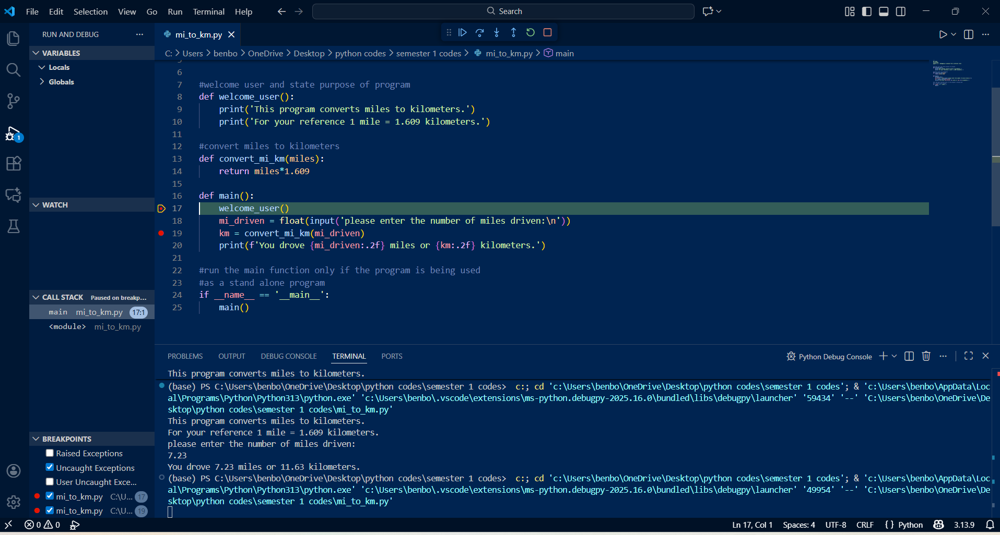 File Edit Selection View Go Run Terminal Help
Search
RUN AND DEBUG
mi_to_km.py
VARIABLES
Locals
Globals
C: > Users > benbo > OneDrive > Desktop > python codes > semester 1 codes > mi_to_km.py > main
6
7 #welcome user and state purpose of program
8 def welcome_user():
9 print('This program converts miles to kilometers.')
10 print('For your reference 1 mile = 1.609 kilometers.')
11
12 #convert miles to kilometers
13 def convert_mi_km(miles):
14 return miles*1.609
15
16 def main():
17 welcome_user()
18 mi_driven = float(input('please enter the number of miles driven:\n'))
19 km = convert_mi_km(mi_driven)
20 print(f'You drove {mi_driven:.2f} miles or {km:.2f} kilometers.')
21
22 #run the main function only if the program is being used
23 #as a stand alone program
24 if __name__ == '__main__':
25 main()
WATCH
CALL STACK Paused on breakp...
main mi_to_km.py 17:1
<module> mi_to_km.py
BREAKPOINTS
Raised Exceptions
Uncaught Exceptions
User Uncaught Exce...
mi_to_km.py C:\U... 17
mi_to_km.py C:\U... 19
1
PROBLEMS OUTPUT DEBUG CONSOLE TERMINAL PORTS
Python Debug Console
This program converts miles to kilometers.
(base) PS C:\Users\benbo\OneDrive\Desktop\python codes\semester 1 codes> c:; cd 'c:\Users\benbo\OneDrive\Desktop\python codes\semester 1 codes'; & 'c:\Users\benbo\AppData\Loc
al\Programs\Python\Python313\python.exe' 'c:\Users\benbo\.vscode\extensions\ms-python.debugpy-2025.16.0\bundled\libs\debugpy\launcher' '59434' '--' 'C:\Users\benbo\OneDrive\De
sktop\python codes\semester 1 codes\mi_to_km.py'
This program converts miles to kilometers.
For your reference 1 mile = 1.609 kilometers.
please enter the number of miles driven:
7.23
You drove 7.23 miles or 11.63 kilometers.
(base) PS C:\Users\benbo\OneDrive\Desktop\python codes\semester 1 codes> c:; cd 'c:\Users\benbo\OneDrive\Desktop\python codes\semester 1 codes'; & 'c:\Users\benbo\AppData\Loc
al\Programs\Python\Python313\python.exe' 'c:\Users\benbo\.vscode\extensions\ms-python.debugpy-2025.16.0\bundled\libs\debugpy\launcher' '49954' '--' 'C:\Users\benbo\OneDrive\De
sktop\python codes\semester 1 codes\mi_to_km.py'
0 0
Ln 17, Col 1 Spaces: 4 UTF-8 CRLF {} Python 3.13.9